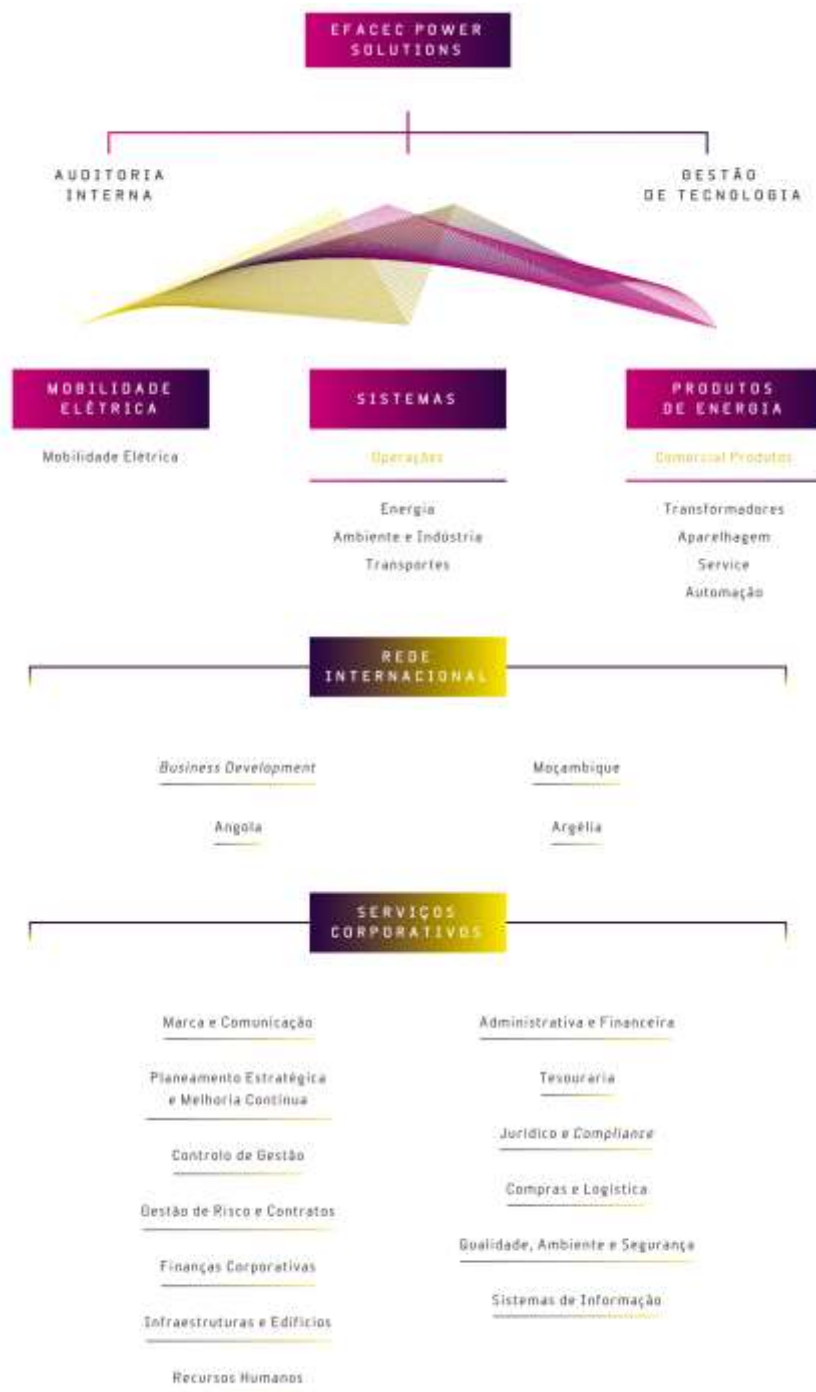 EFACEC POWER
SOLUTIONS
AUDITORIA
INTERNA
GESTÃO
DE TECNOLOGIA
MOBILIDADE
ELÉTRICA
Mobilidade Elétrica
SISTEMAS
Operações
Energia
Ambiente e Indústria
Transportes
PRODUTOS
DE ENERGIA
Comercial Produtos
Transformadores
Aparelhagem
Service
Automação
REDE
INTERNACIONAL
Business Development
Angola
Moçambique
Argélia
SERVIÇOS
CORPORATIVOS
Marca e Comunicação
Planeamento Estratégica
e Melhoria Contínua
Controlo de Gestão
Gestão de Risco e Contratos
Finanças Corporativas
Infraestruturas e Edifícios
Recursos Humanos
Administrativa e Financeira
Tesouraria
Jurídico e Compliance
Compras e Logística
Qualidade, Ambiente e Segurança
Sistemas de Informação